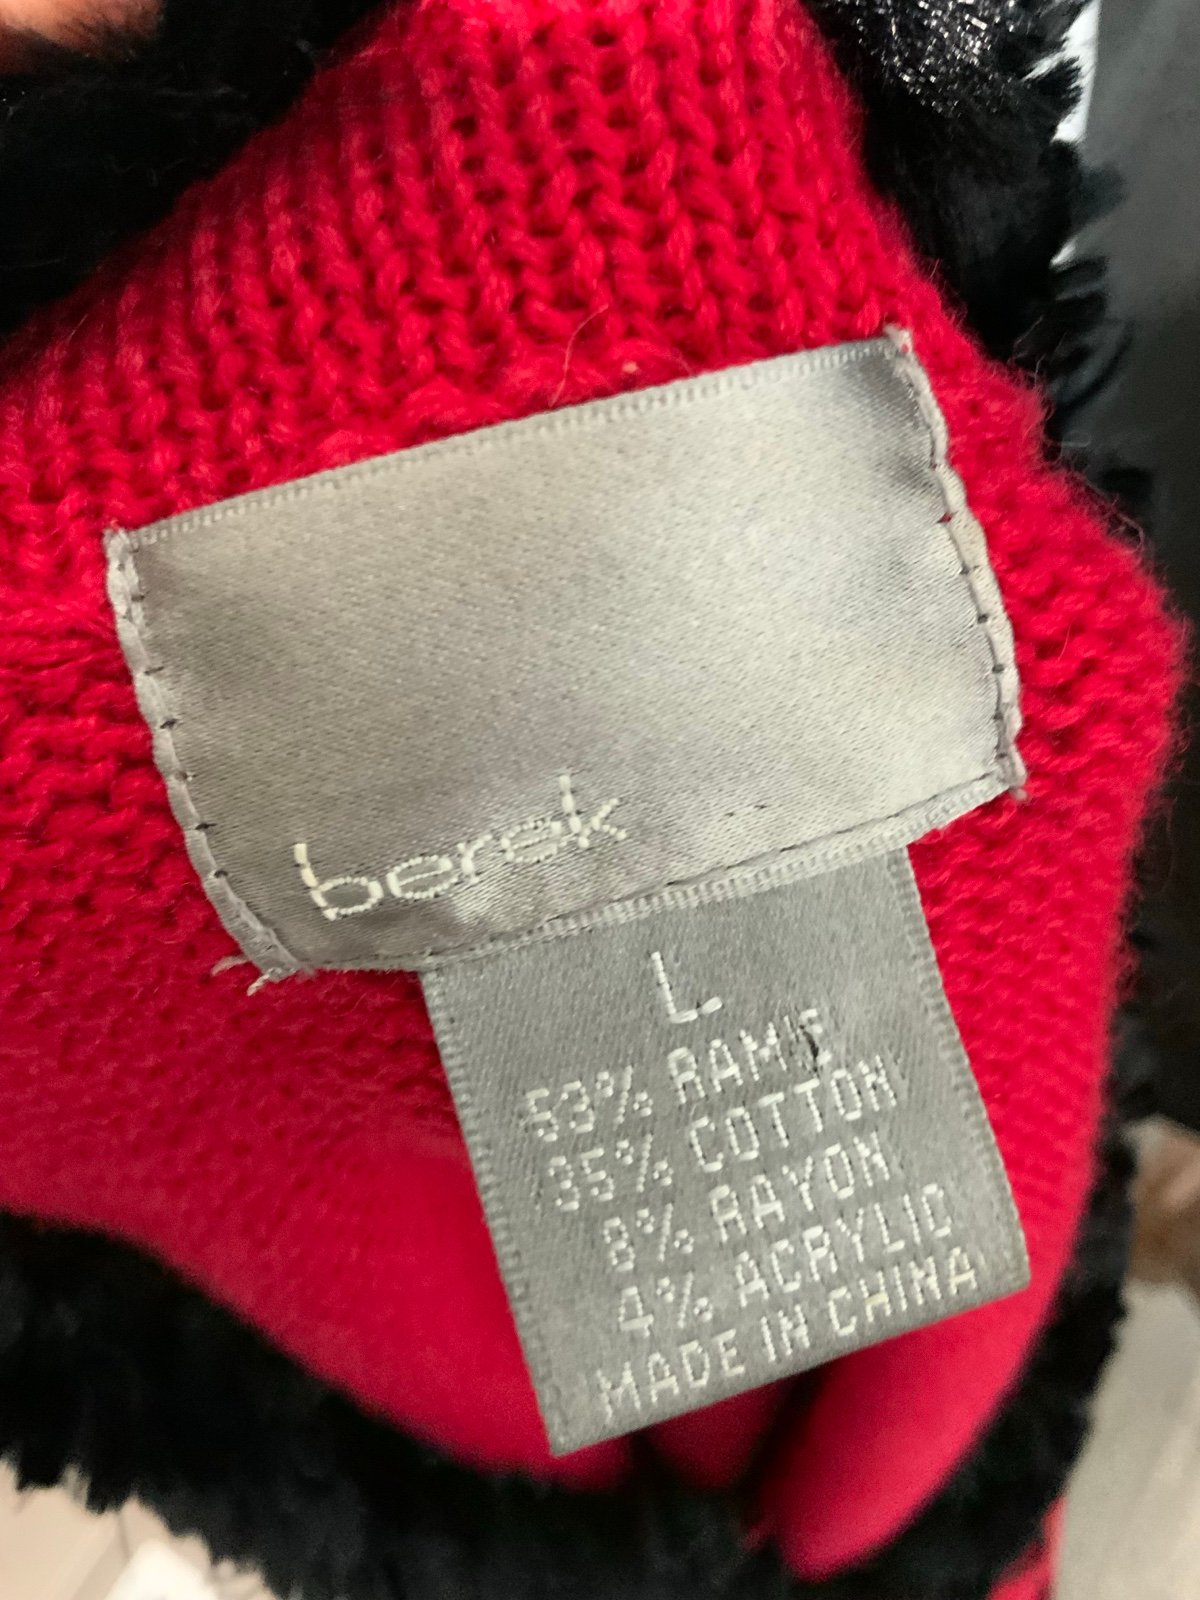 berek
L
53% RAMIE
35% COTTON
8% RAYON
4% ACRYLIC
MADE IN CHINA